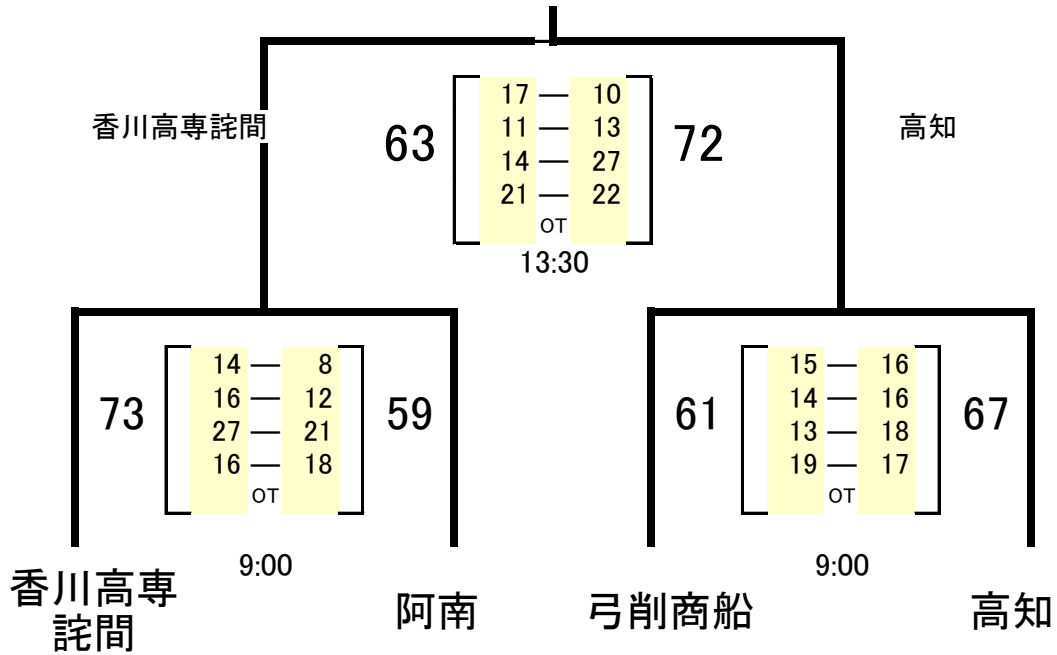 17 — 10
香川高専詫間 63 11 — 13 72 高知
14 — 27
21 — 22
OT
13:30
14 — 8
73 16 — 12 59
27 — 21
16 — 18
OT
9:00
15 — 16
61 14 — 16 67
13 — 18
19 — 17
OT
9:00
香川高専
詫間
阿南
弓削商船
高知